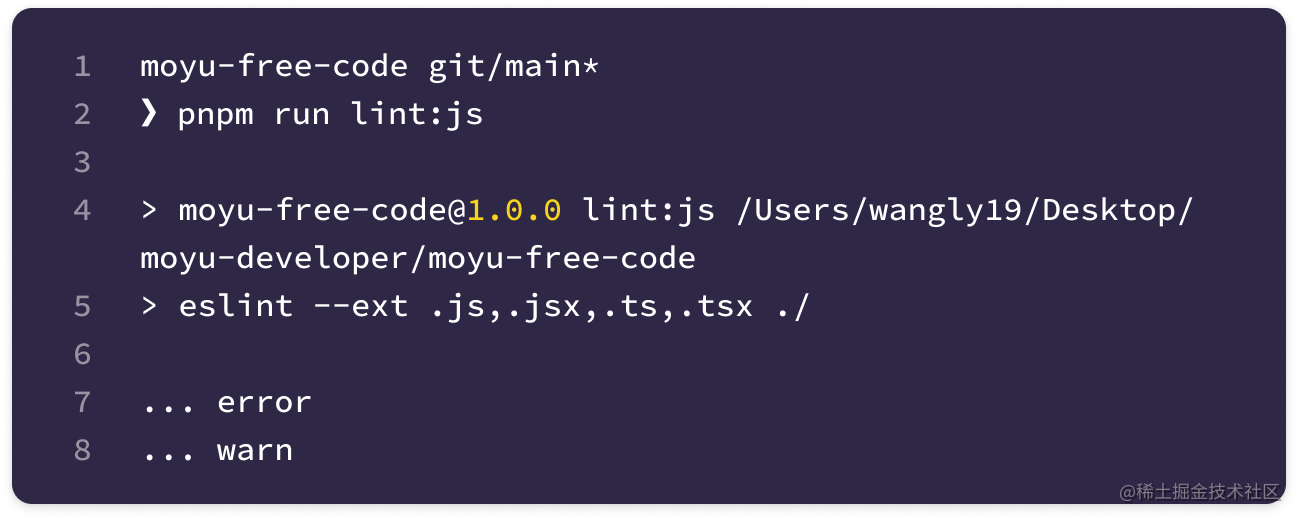 1 moyu-free-code git/main*
2 ❯ pnpm run lint:js
3
4 > moyu-free-code@1.0.0 lint:js /Users/wangly19/Desktop/
moyu-developer/moyu-free-code
5 > eslint --ext .js,.jsx,.ts,.tsx ./
6
7 ... error
8 ... warn
@稀土掘金技术社区